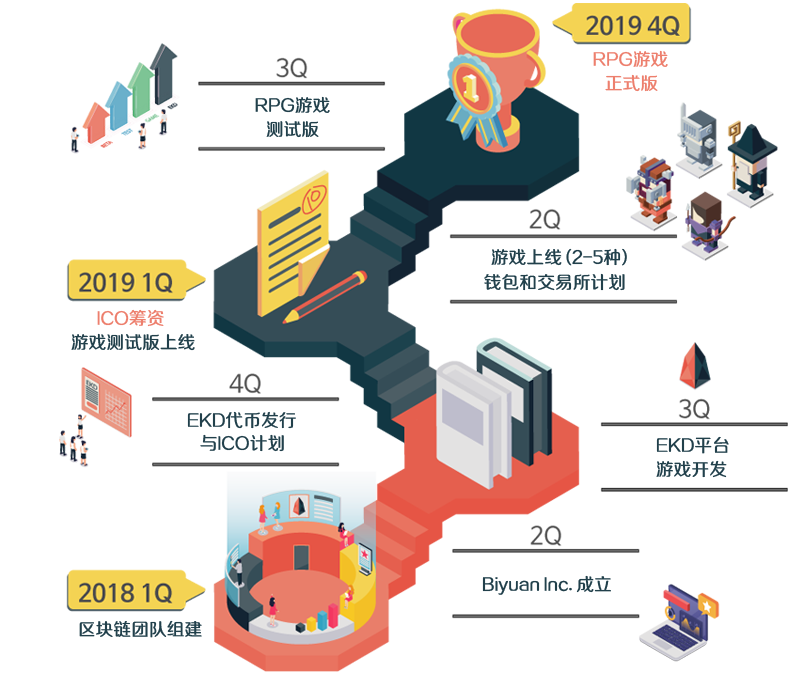 2019 4Q
RPG游戏
正式版
3Q
RPG游戏
测试版
2Q
游戏上线 (2-5种)
钱包和交易所计划
2019 1Q
ICO筹资
游戏测试版上线
4Q
EKD代币发行
与ICO计划
EKD
3Q
EKD平台
游戏开发
2Q
Biyuan Inc. 成立
2018 1Q
区块链团队组建
1